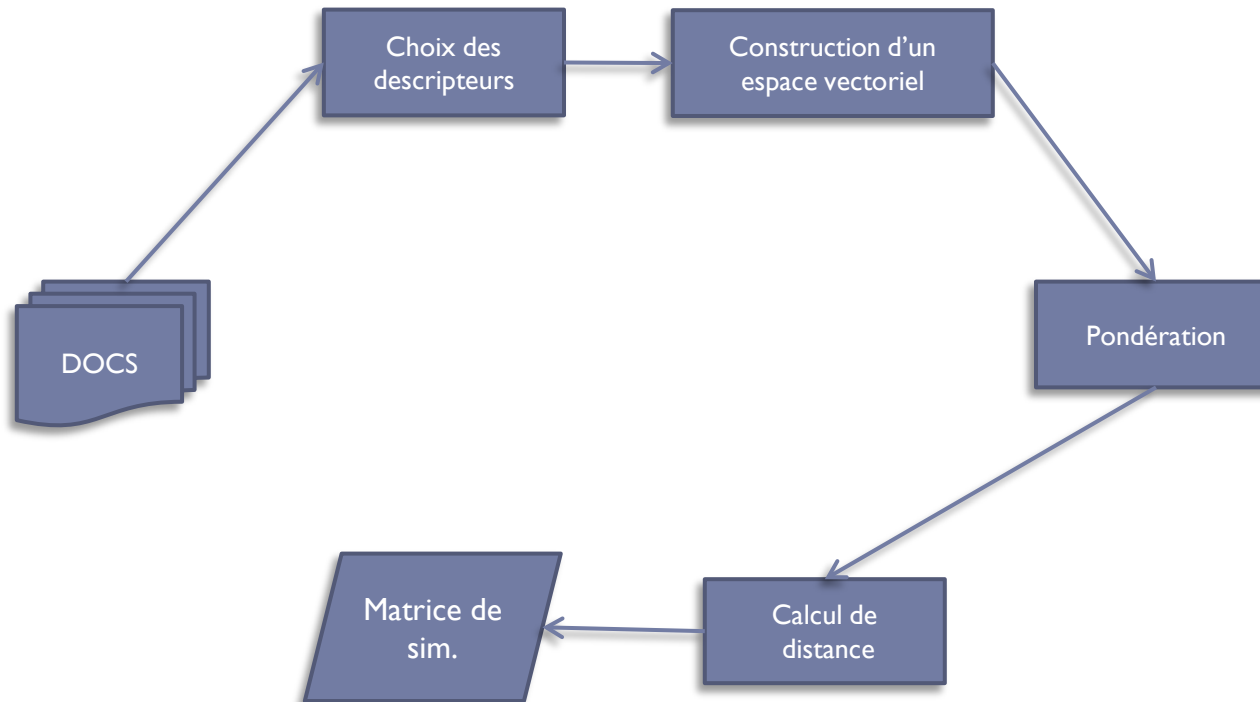 Choix des
descripteurs
Construction d’un
espace vectoriel
DOCS
Pondération
Matrice de
sim.
Calcul de
distance